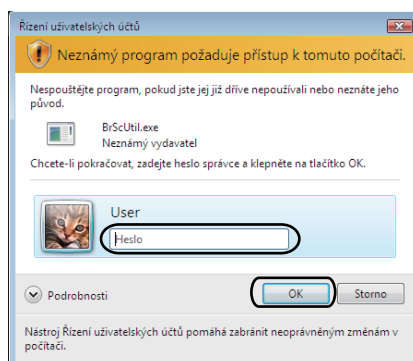 Řízení uživatelských účtů
Neznámý program požaduje přístup k tomuto počítači.
Nespouštějte program, pokud jste jej již dříve nepoužívali nebo neznáte jeho
původ.
BrScUtil.exe
Neznámý vydavatel
Chcete-li pokračovat, zadejte heslo správce a klepněte na tlačítko OK.
User
Heslo
Podrobnosti
OK
Storno
Nástroj Řízení uživatelských účtů pomáhá zabránit neoprávněným změnám v
počítači.